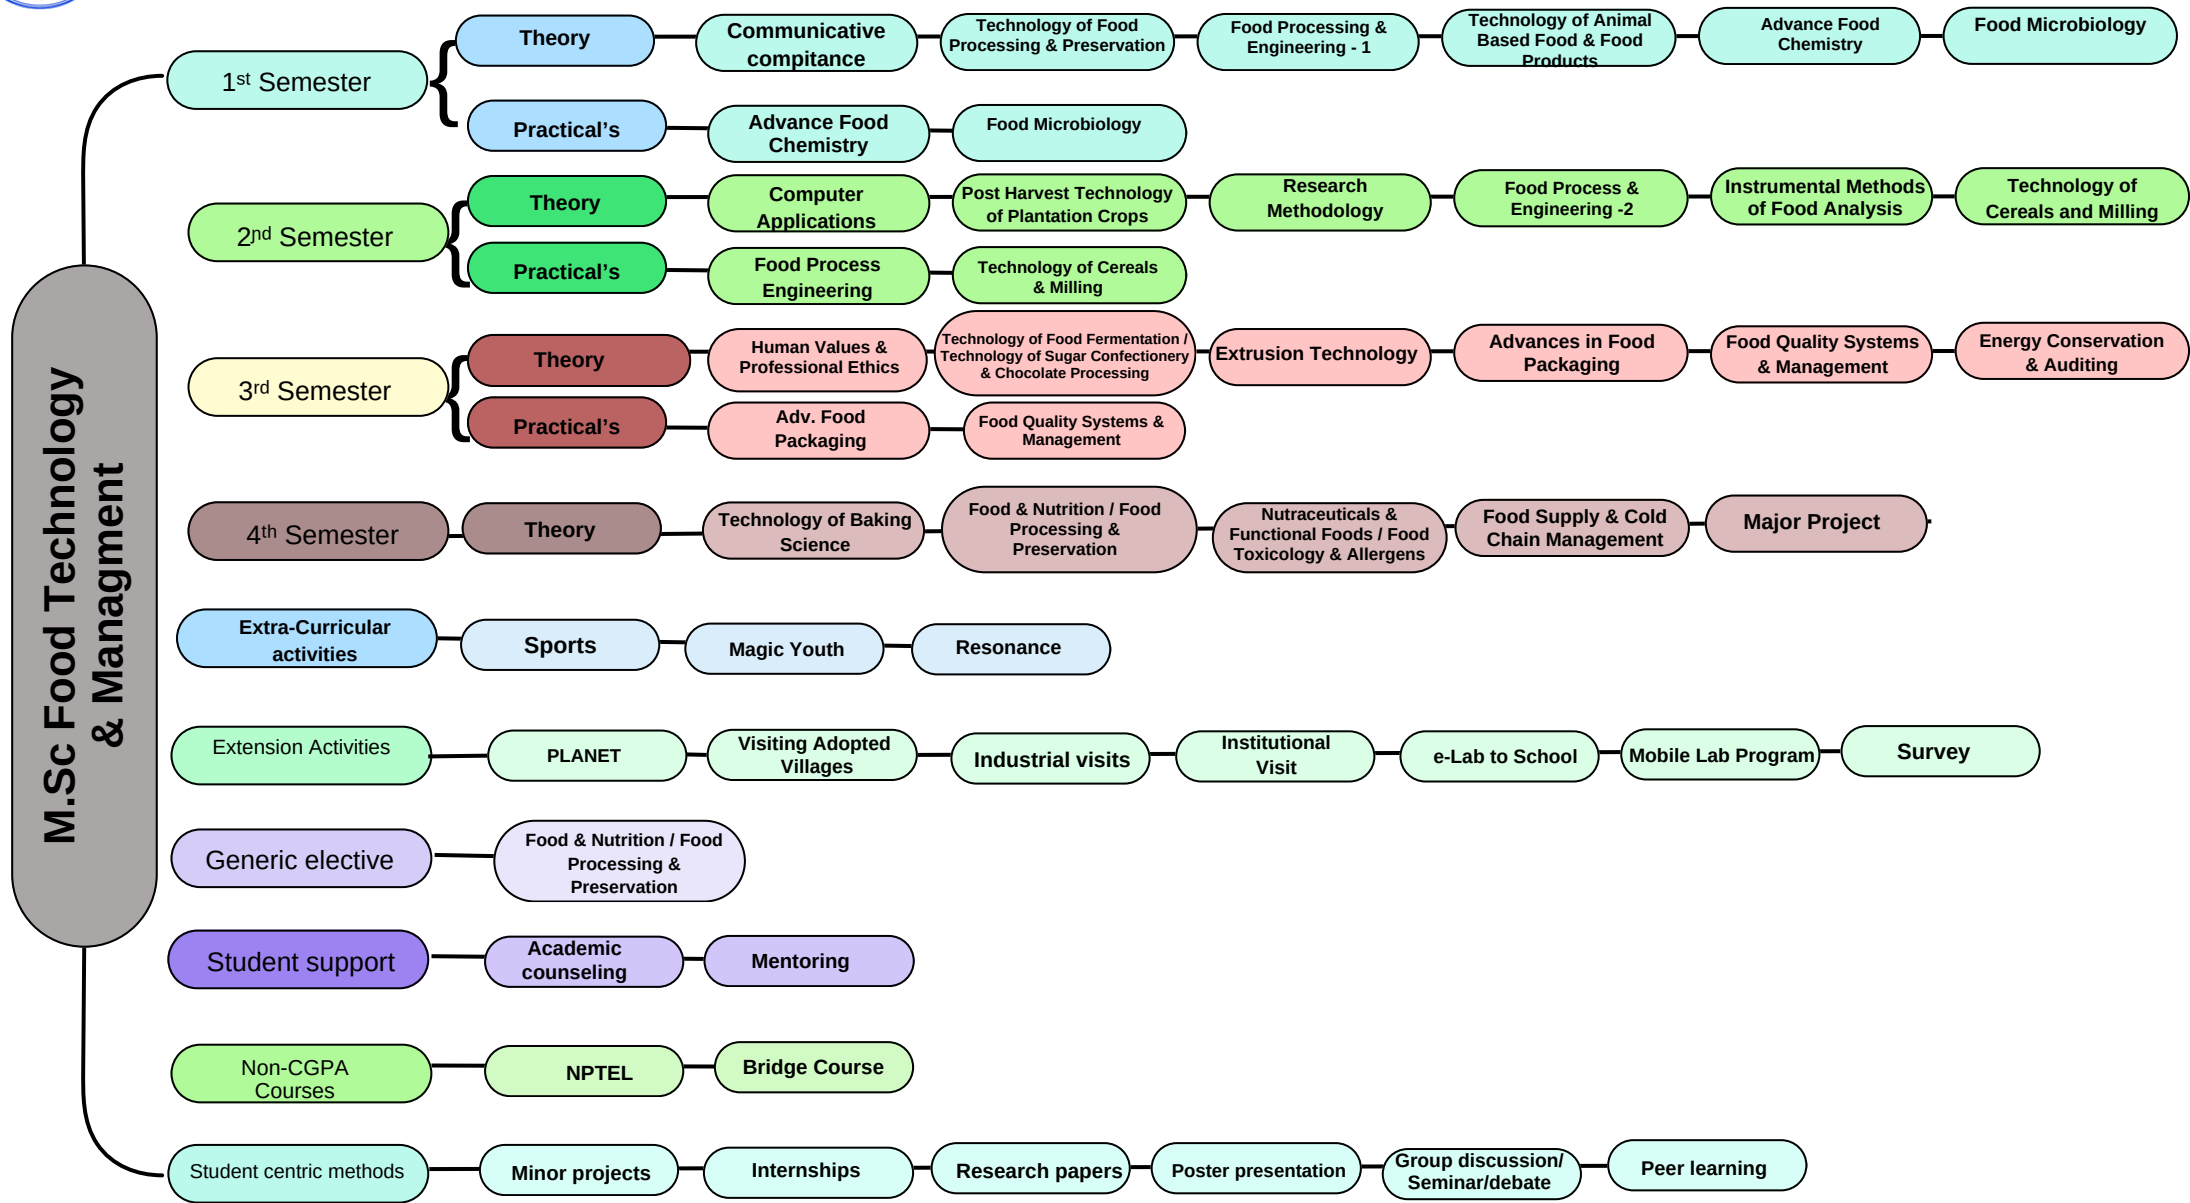 M.Sc Food Technology
& Managment
1st Semester
Theory
Communicative
compitance
Technology of Food
Processing & Preservation
Food Processing &
Engineering - 1
Technology of Animal
Based Food & Food
Products
Advance Food
Chemistry
Food Microbiology
Practical’s
Advance Food
Chemistry
Food Microbiology
2nd Semester
Theory
Computer
Applications
Post Harvest Technology
of Plantation Crops
Research
Methodology
Food Process &
Engineering -2
Instrumental Methods
of Food Analysis
Technology of
Cereals and Milling
Practical’s
Food Process
Engineering
Technology of Cereals
& Milling
3rd Semester
Theory
Human Values &
Professional Ethics
Technology of Food Fermentation /
Technology of Sugar Confectionery
& Chocolate Processing
Extrusion Technology
Advances in Food
Packaging
Food Quality Systems
& Management
Energy Conservation
& Auditing
Practical’s
Adv. Food
Packaging
Food Quality Systems &
Management
4th Semester
Theory
Technology of Baking
Science
Food & Nutrition / Food
Processing &
Preservation
Nutraceuticals &
Functional Foods / Food
Toxicology & Allergens
Food Supply & Cold
Chain Management
Major Project
Extra-Curricular
activities
Sports
Magic Youth
Resonance
Extension Activities
PLANET
Visiting Adopted
Villages
Industrial visits
Institutional
Visit
e-Lab to School
Mobile Lab Program
Survey
Generic elective
Food & Nutrition / Food
Processing &
Preservation
Student support
Academic
counseling
Mentoring
Non-CGPA
Courses
NPTEL
Bridge Course
Student centric methods
Minor projects
Internships
Research papers
Poster presentation
Group discussion/
Seminar/debate
Peer learning